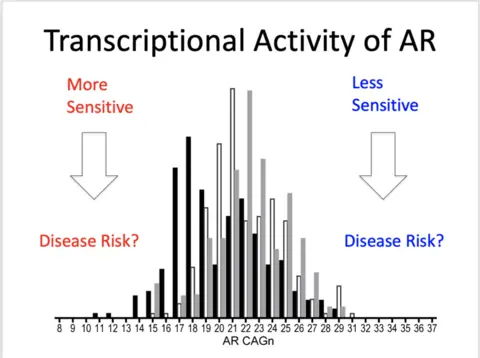 Transcriptional Activity of AR
More
Sensitive
Less
Sensitive
Disease Risk?
Disease Risk?
8 9 10 11 12 13 14 15 16 17 18 19 20 21 22 23 24 25 26 27 28 29 31 33 34 35 36 37
AR CAGn